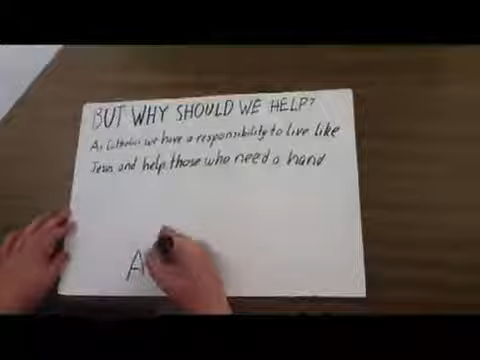 BUT WHY SHOULD WE HELP?
As Catholics we have a responsibility to live like
Jesus and help those who need a hand
A